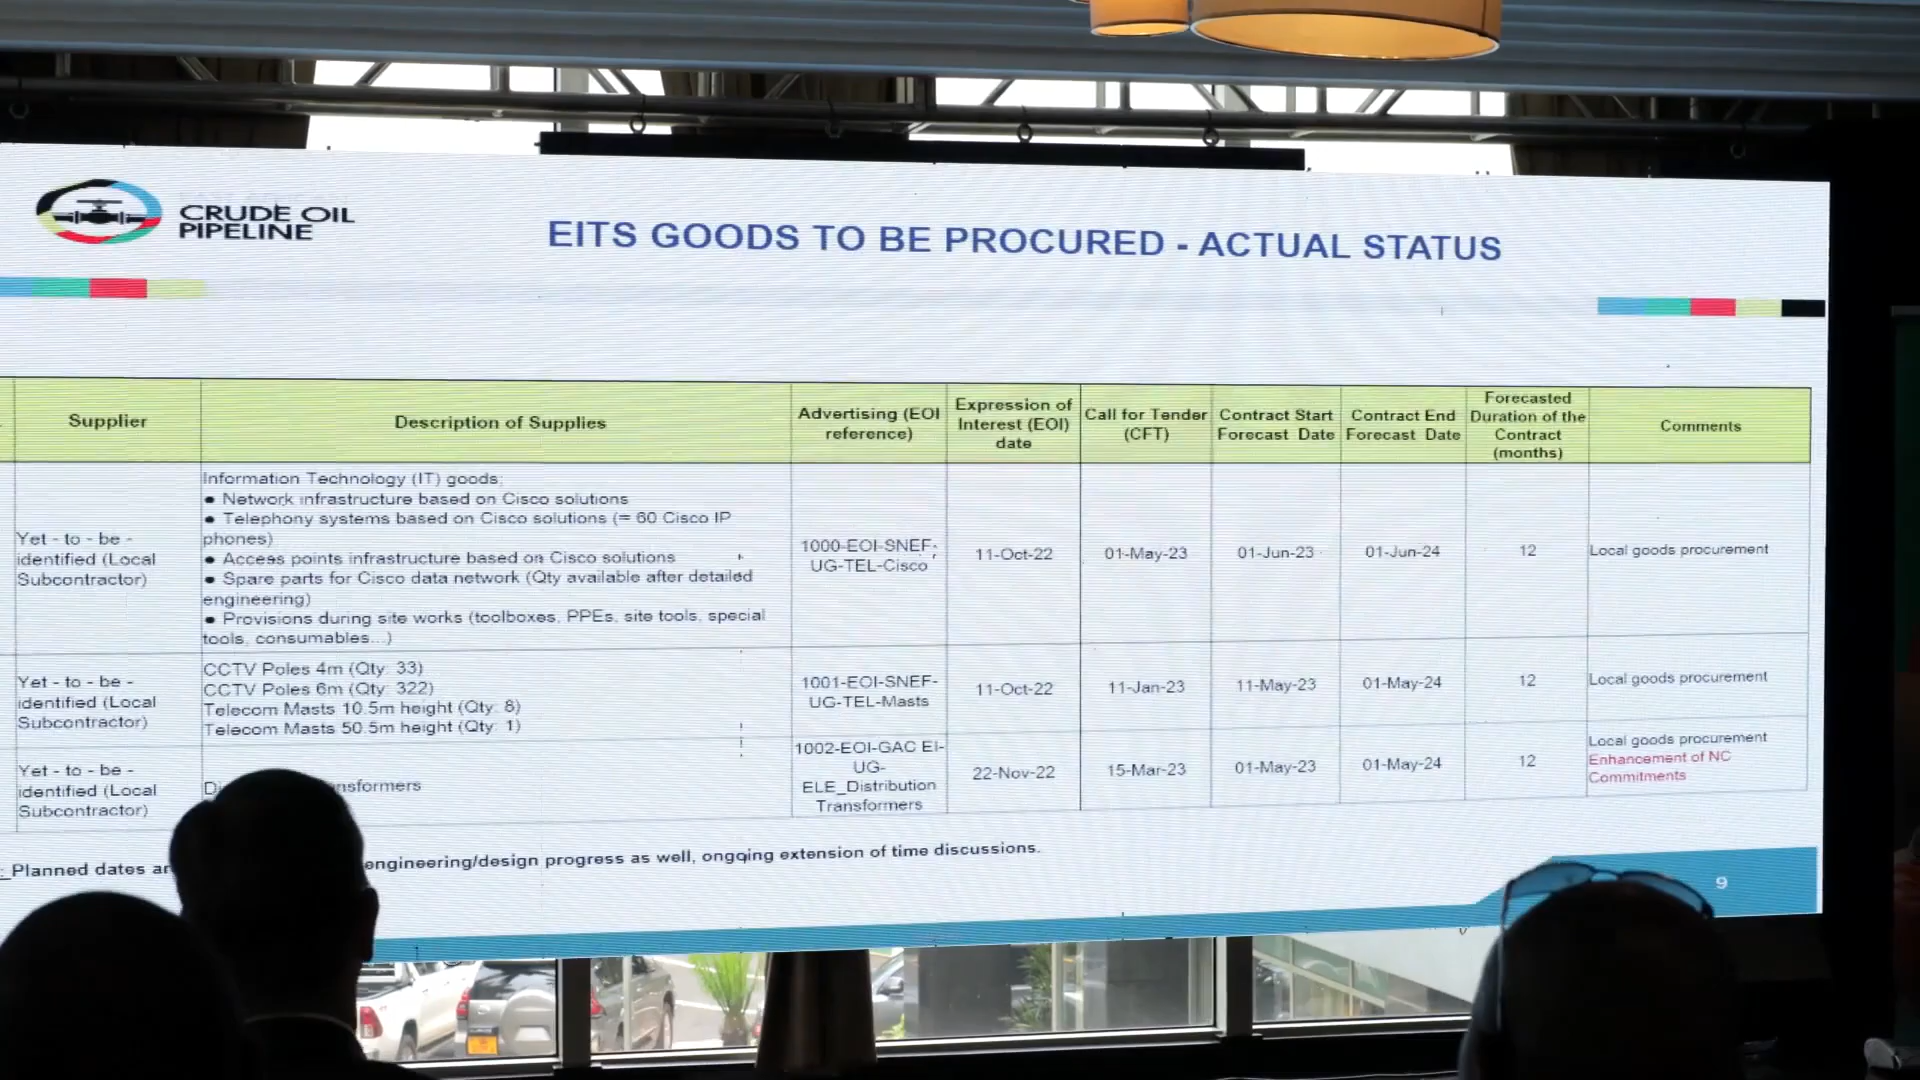 CRUDE OIL
PIPELINE
EITS GOODS TO BE PROCURED - ACTUAL STATUS
Supplier
Description of Supplies
Advertising (EOI
reference)
Expression of
Interest (EOI)
date
Call for Tender
(CFT)
Contract Start
Forecast Date
Contract End
Forecast Date
Forecasted
Duration of the
Contract
(months)
Comments
Yet - to - be -
identified (Local
Subcontractor)
Information Technology (IT) goods:
● Network infrastructure based on Cisco solutions
● Telephony systems based on Cisco solutions (= 60 Cisco IP
phones)
● Access points infrastructure based on Cisco solutions
● Spare parts for Cisco data network (Qty available after detailed
engineering)
● Provisions during site works (toolboxes, PPEs, site tools, special
tools, consumables...)
1000-EOI-SNEF-
UG-TEL-Cisco
11-Oct-22
01-May-23
01-Jun-23
01-Jun-24
12
Local goods procurement
Yet - to - be -
identified (Local
Subcontractor)
CCTV Poles 4m (Qty: 33)
CCTV Poles 6m (Qty: 322)
Telecom Masts 10.5m height (Qty: 8)
Telecom Masts 50.5m height (Qty: 1)
1001-EOI-SNEF-
UG-TEL-Masts
11-Oct-22
11-Jan-23
11-May-23
01-May-24
12
Local goods procurement
Yet - to - be -
identified (Local
Subcontractor)
1002-EOI-GAC EI-
UG-
ELE_Distribution
Transformers
22-Nov-22
15-Mar-23
01-May-23
01-May-24
12
Local goods procurement
Enhancement of NC
Commitments
Planned dates engineering/design progress as well, ongoing extension of time discussions.
9